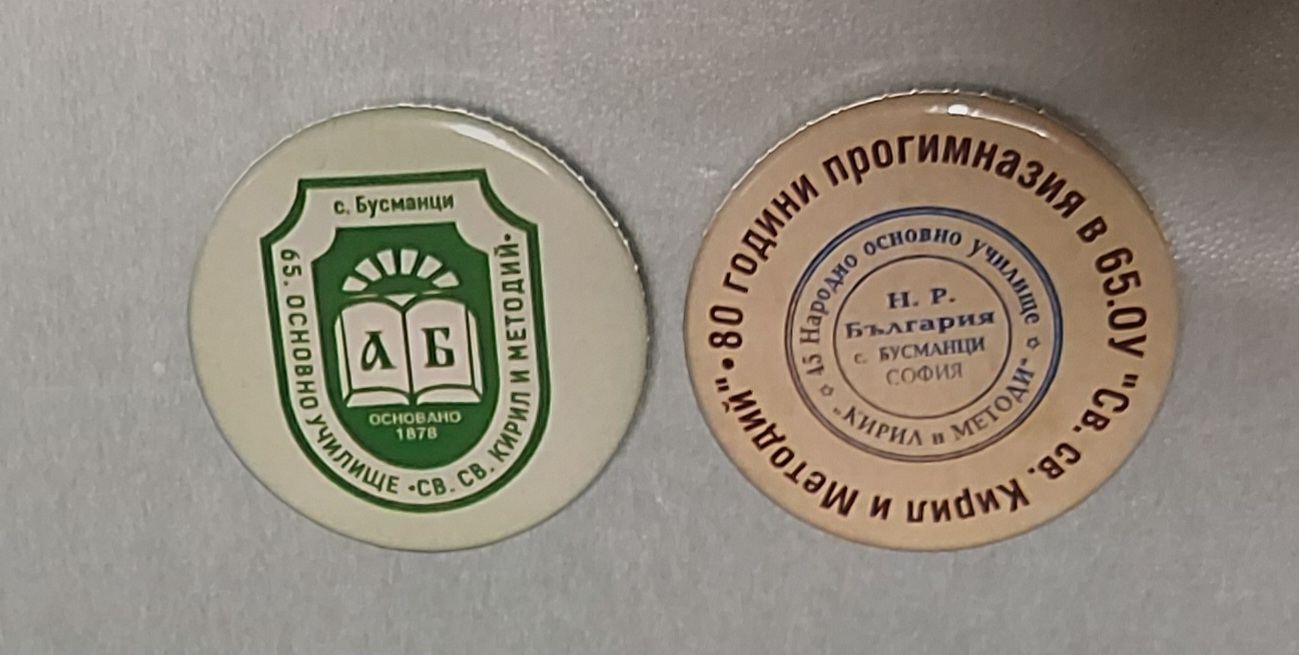 с. Бусманци
65. ОСНОВНО УЧИЛИЩЕ •СВ. СВ. КИРИЛ И МЕТОДИЙ•
А Б
ОСНОВАНО
1878
•80 години прогимназия в 65.ОУ "Св. св. Кирил и Методий"
45 Народно основно училище
„КИРИЛ и МЕТОДИ“
Н. Р.
България
с. БУСМАНЦИ
СОФИЯ